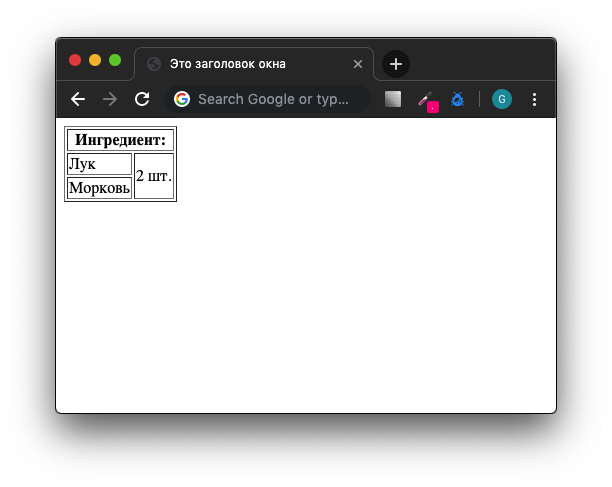 Это заголовок окна
Search Google or typ...
G
Ингредиент:
Лук
2 шт.
Морковь